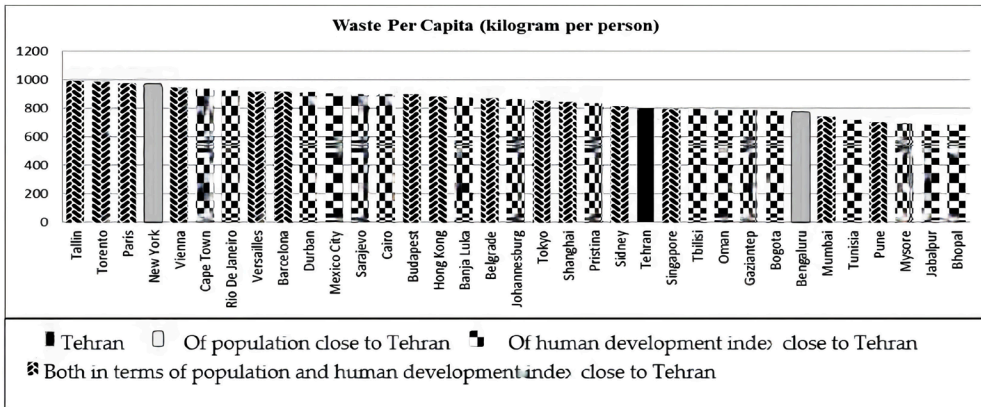 Waste Per Capita (kilogram per person)
1200
1000
800
600
400
200
0
Tallin
Torento
Paris
New York
Vienna
Cape Town
Rio De Janeiro
Versailles
Barcelona
Durban
Mexico City
Sarajevo
Cairo
Budapest
Hong Kong
Banja Luka
Belgrade
Johannesburg
Tokyo
Shanghai
Pristina
Sidney
Tehran
Singapore
Tbilisi
Oman
Gaziantep
Bogota
Bengaluru
Mumbai
Tunisia
Pune
Mysore
Jabalpur
Bhopal
Tehran Of population close to Tehran Of human development index close to Tehran
Both in terms of population and human development index close to Tehran